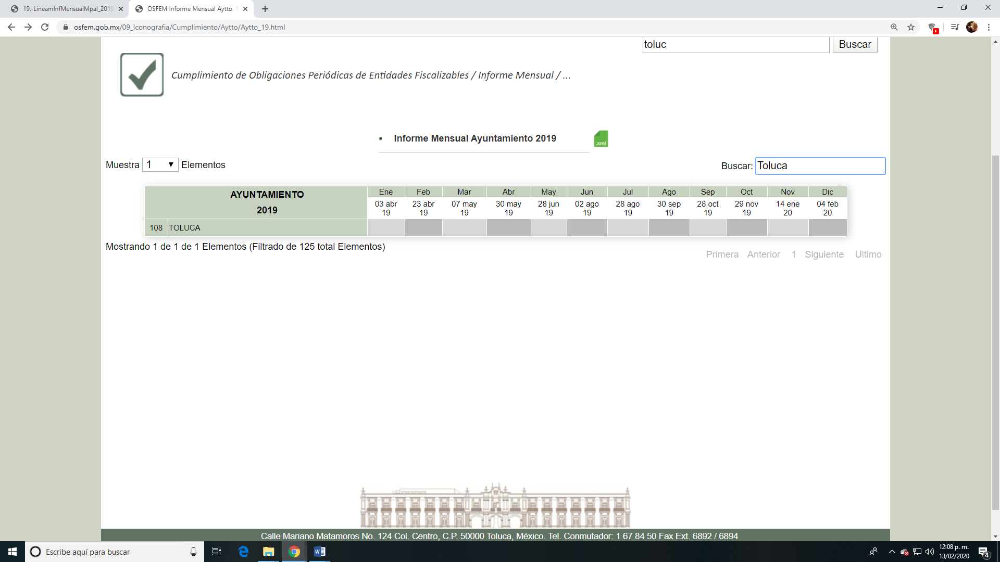 19.-LineamInfMensualMpal_2019
OSFEM Informe Mensual Aytto. 1
osfem.gob.mx/09_Iconografia/Cumplimiento/Aytto/Aytto_19.html
toluc
Buscar
Cumplimiento de Obligaciones Periódicas de Entidades Fiscalizables / Informe Mensual / ...
Informe Mensual Ayuntamiento 2019
.xml
Muestra 1 Elementos
Buscar: Toluca
AYUNTAMIENTO
2019
Ene Feb Mar Abr May Jun Jul Ago Sep Oct Nov Dic
03 abr 23 abr 07 may 30 may 28 jun 02 ago 28 ago 30 sep 28 oct 29 nov 14 ene 04 feb
19 19 19 19 19 19 19 19 19 19 20 20
108 TOLUCA
Mostrando 1 de 1 de 1 Elementos (Filtrado de 125 total Elementos)
Primera Anterior 1 Siguiente Ultimo
Calle Mariano Matamoros No. 124 Col. Centro, C.P. 50000 Toluca, México. Tel. Conmutador: 1 67 84 50 Fax Ext. 6892 / 6894
Escribe aquí para buscar
12:08 p. m.
13/02/2020
4